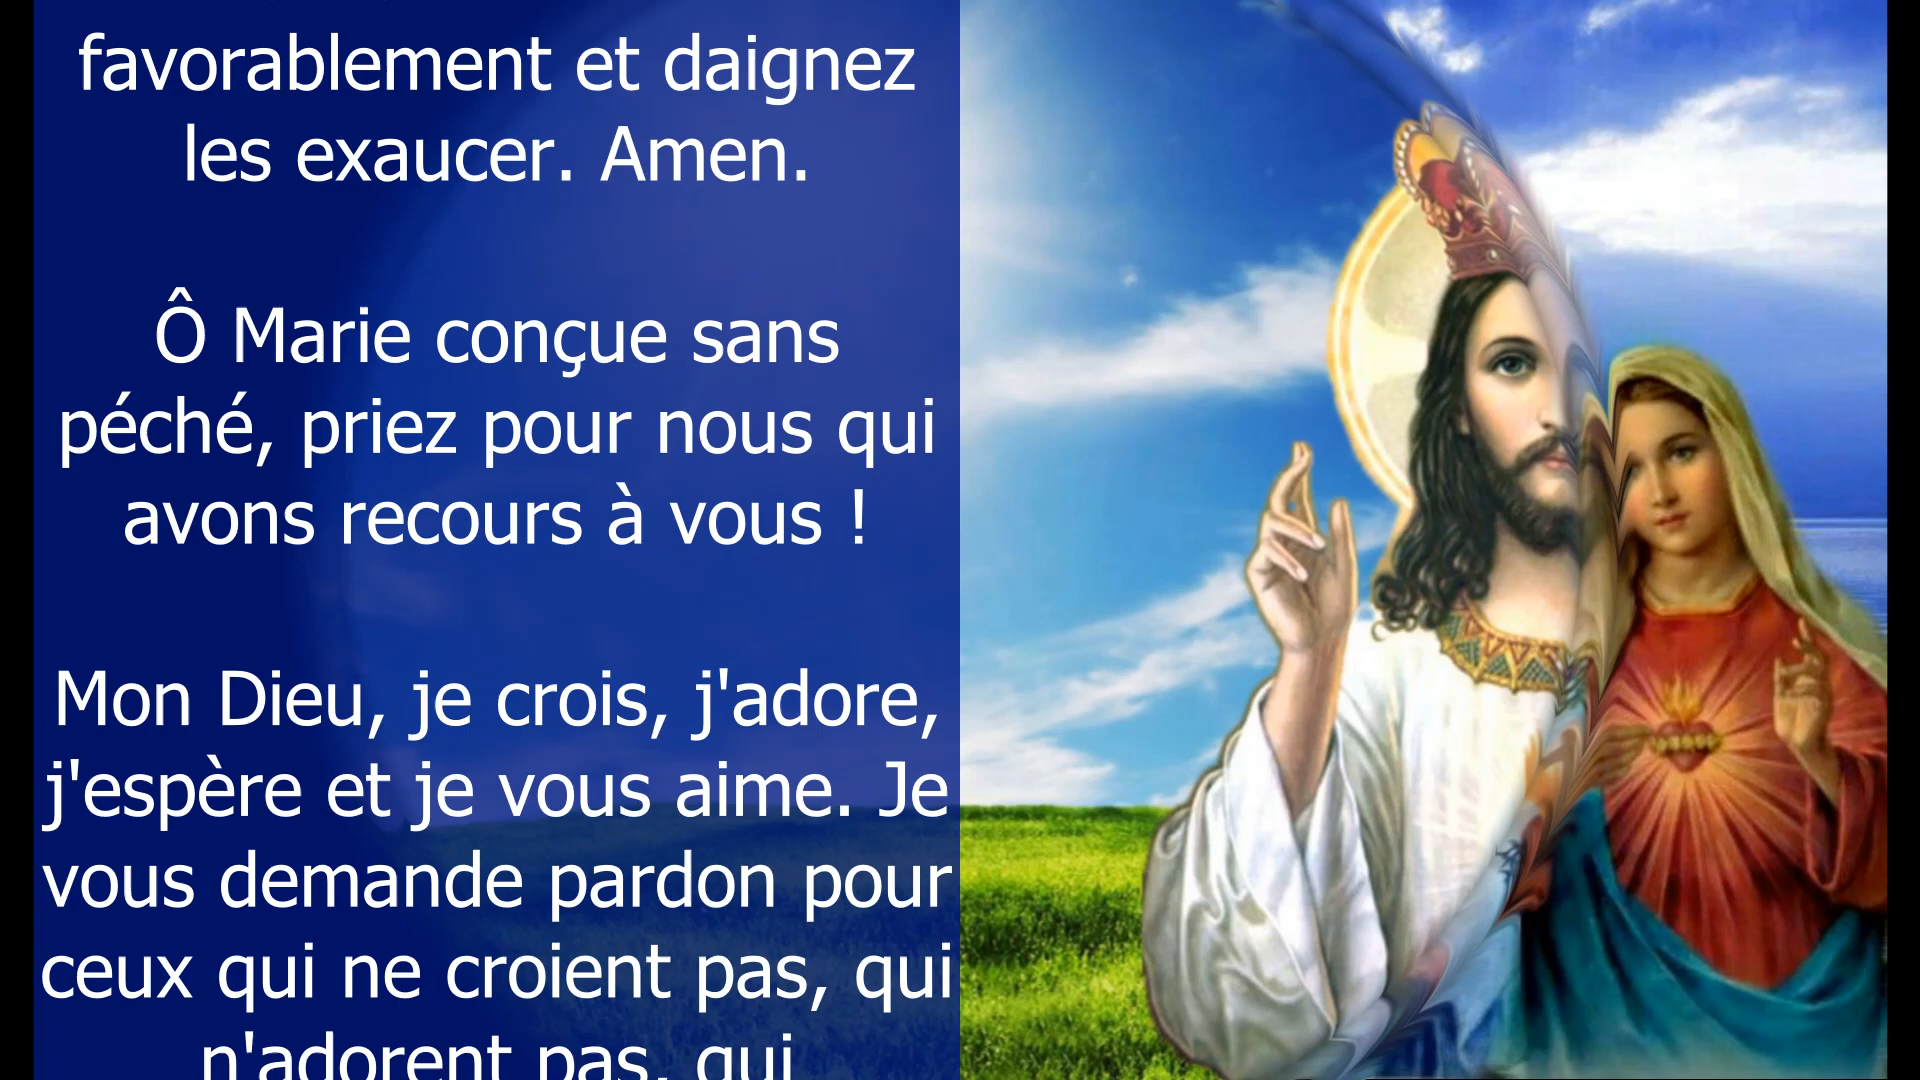 favorablement et daignez
les exaucer. Amen.
Ô Marie conçue sans
péché, priez pour nous qui
avons recours à vous !
Mon Dieu, je crois, j'adore,
j'espère et je vous aime. Je
vous demande pardon pour
ceux qui ne croient pas, qui
n'adorent pas, qui